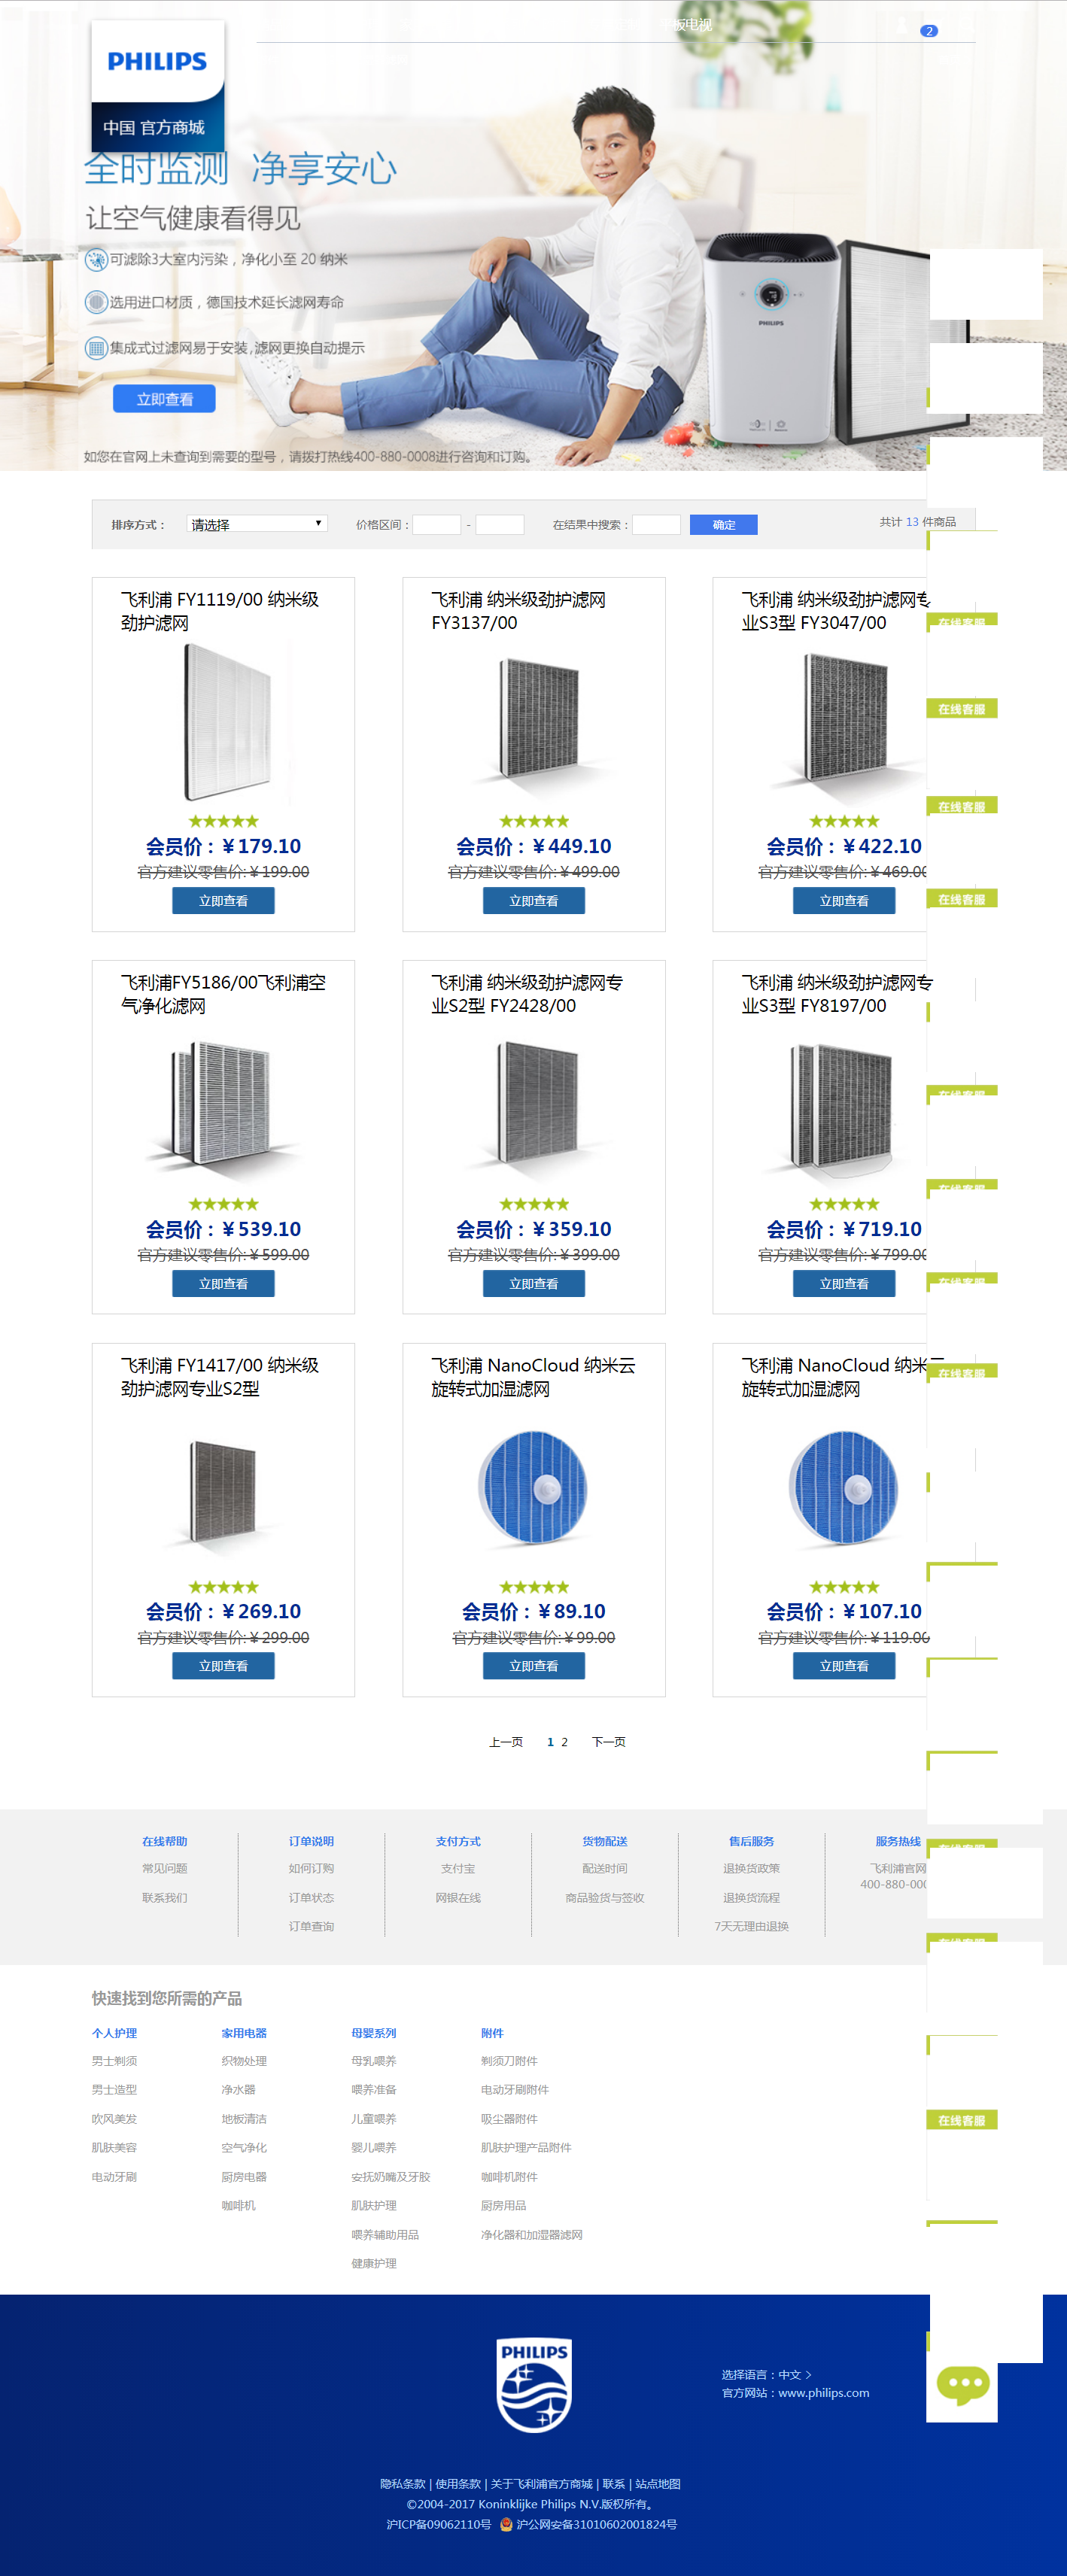 平板电视
2
PHILIPS
中国 官方商城
全时监测 净享安心
让空气健康看得见
可滤除3大室内污染，净化小至 20 纳米
选用进口材质，德国技术延长滤网寿命
集成式过滤网易于安装,滤网更换自动提示
立即查看
PHILIPS
如您在官网上未查询到需要的型号，请拨打热线400-880-0008进行咨询和订购。
排序方式： 请选择 价格区间： - 在结果中搜索： 确定 共计 13 件商品
飞利浦 FY1119/00 纳米级
劲护滤网
会员价：￥179.10
官方建议零售价:￥199.00
立即查看
飞利浦 纳米级劲护滤网
FY3137/00
会员价：￥449.10
官方建议零售价:￥499.00
立即查看
飞利浦 纳米级劲护滤网专
业S3型 FY3047/00
会员价：￥422.10
官方建议零售价:￥469.00
立即查看
在线客服
在线客服
在线客服
在线客服
飞利浦FY5186/00飞利浦空
气净化滤网
会员价：￥539.10
官方建议零售价:￥599.00
立即查看
飞利浦 纳米级劲护滤网专
业S2型 FY2428/00
会员价：￥359.10
官方建议零售价:￥399.00
立即查看
飞利浦 纳米级劲护滤网专
业S3型 FY8197/00
会员价：￥719.10
官方建议零售价:￥799.00
立即查看
在线客服
在线客服
在线客服
飞利浦 FY1417/00 纳米级
劲护滤网专业S2型
会员价：￥269.10
官方建议零售价:￥299.00
立即查看
飞利浦 NanoCloud 纳米云
旋转式加湿滤网
会员价：￥89.10
官方建议零售价:￥99.00
立即查看
飞利浦 NanoCloud 纳米云
旋转式加湿滤网
会员价：￥107.10
官方建议零售价:￥119.00
立即查看
在线客服
上一页 1 2 下一页
在线帮助
常见问题
联系我们
订单说明
如何订购
订单状态
订单查询
支付方式
支付宝
网银在线
货物配送
配送时间
商品验货与签收
售后服务
退换货政策
退换货流程
7天无理由退换
服务热线
飞利浦官网
400-880-000
在线客服
在线客服
快速找到您所需的产品
个人护理
男士剃须
男士造型
吹风美发
肌肤美容
电动牙刷
家用电器
织物处理
净水器
地板清洁
空气净化
厨房电器
咖啡机
母婴系列
母乳喂养
喂养准备
儿童喂养
婴儿喂养
安抚奶嘴及牙胶
肌肤护理
喂养辅助用品
健康护理
附件
剃须刀附件
电动牙刷附件
吸尘器附件
肌肤护理产品附件
咖啡机附件
厨房用品
净化器和加湿器滤网
在线客服
PHILIPS
选择语言：中文 >
官方网站：www.philips.com
隐私条款 | 使用条款 | 关于飞利浦官方商城 | 联系 | 站点地图
©2004-2017 Koninklijke Philips N.V.版权所有。
沪ICP备09062110号 沪公网安备31010602001824号